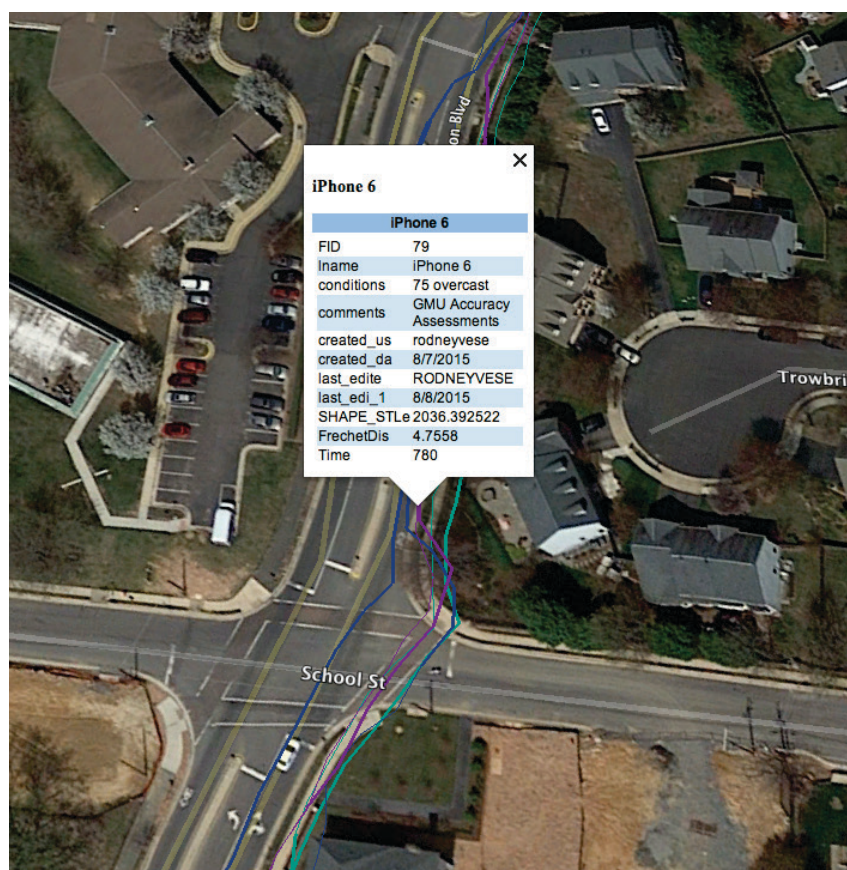 on Blvd
iPhone 6
iPhone 6
FID 79
lname iPhone 6
conditions 75 overcast
comments GMU Accuracy
Assessments
created_us rodneyvese
created_da 8/7/2015
last_edite RODNEYVESE
last_edi_1 8/8/2015
SHAPE_STLe 2036.392522
FrechetDis 4.7558
Time 780
Trowbri
School St